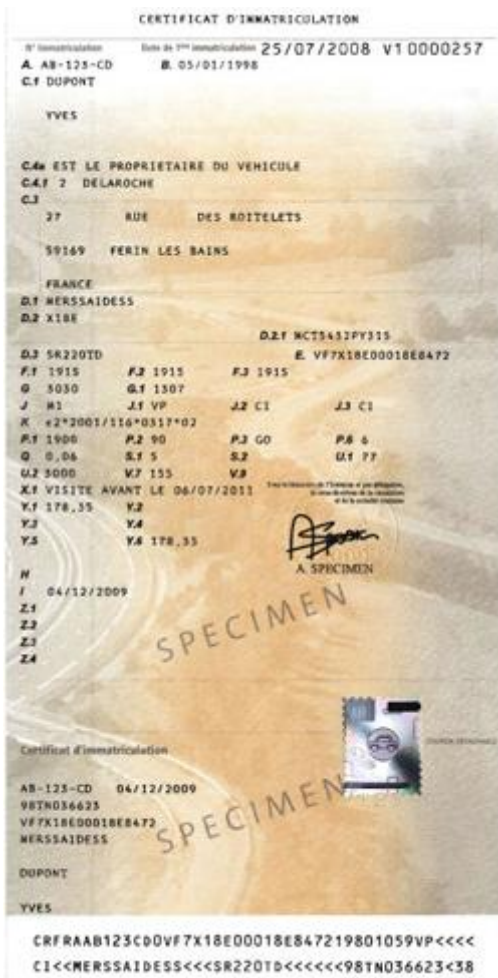 CERTIFICAT D'IMMATRICULATION
N° Immatriculation Date de 1ère immatriculation 25/07/2008 V1 0000257
A. AB-123-CD B. 05/01/1998
C.1 DUPONT
YVES
C.4a EST LE PROPRIETAIRE DU VEHICULE
C.4.1 2 DELAROCHE
C.3
27 RUE DES ROITELETS
59169 FERIN LES BAINS
FRANCE
D.1 MERSSAIDESS
D.2 X18E
D.2.1 MCT5432PY315
D.3 SR220TD E. VF7X18E00018E8472
F.1 1915 F.2 1915 F.3 1915
G 3030 G.1 1307
J M1 J.1 VP J.2 CI J.3 CI
K e2*2001/116*0317*02
P.1 1900 P.2 90 P.3 GO P.6 6
Q 0,06 S.1 5 S.2 U.1 77
U.2 3000 V.7 155 V.9
X.1 VISITE AVANT LE 06/07/2011
Y.1 178,35 Y.2
Y.3 Y.4
Y.5 Y.6 178,35
A. SPECIMEN
H
I 04/12/2009
Z.1
Z.2
Z.3
Z.4
SPECIMEN
Certificat d'immatriculation
AB-123-CD 04/12/2009
98TN036623
VF7X18E00018E8472
MERSSAIDESS
SPECIMEN
DUPONT
YVES
CRFRAAB123CD0VF7X18E00018E847219801059VP<<<<
CI<<MERSSAIDESS<<<SR220TD<<<<<<98TN036623<38